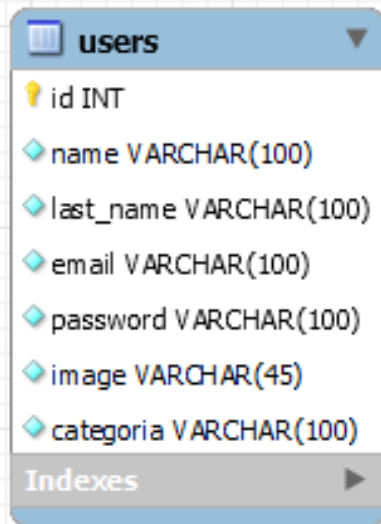 users
id INT
name VARCHAR(100)
last_name VARCHAR(100)
email VARCHAR(100)
password VARCHAR(100)
image VARCHAR(45)
categoria VARCHAR(100)
Indexes